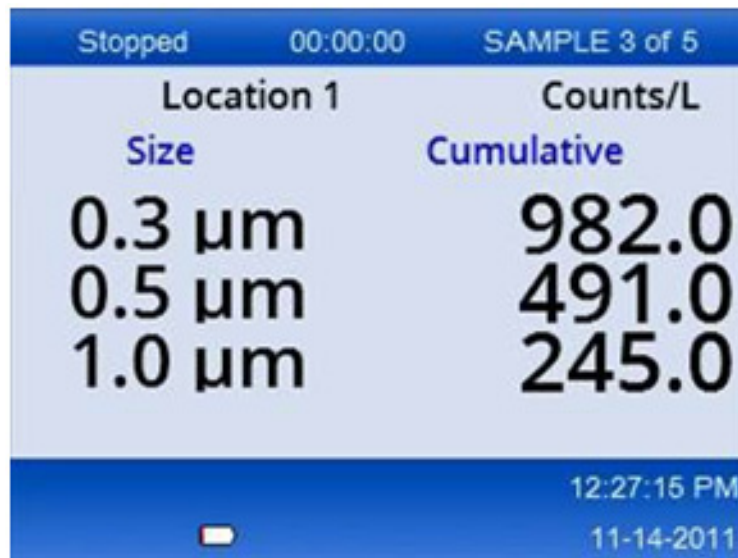 Stopped 00:00:00 SAMPLE 3 of 5
Location 1 Counts/L
Size Cumulative
0.3 μm 982.0
0.5 μm 491.0
1.0 μm 245.0
12:27:15 PM
11-14-2011